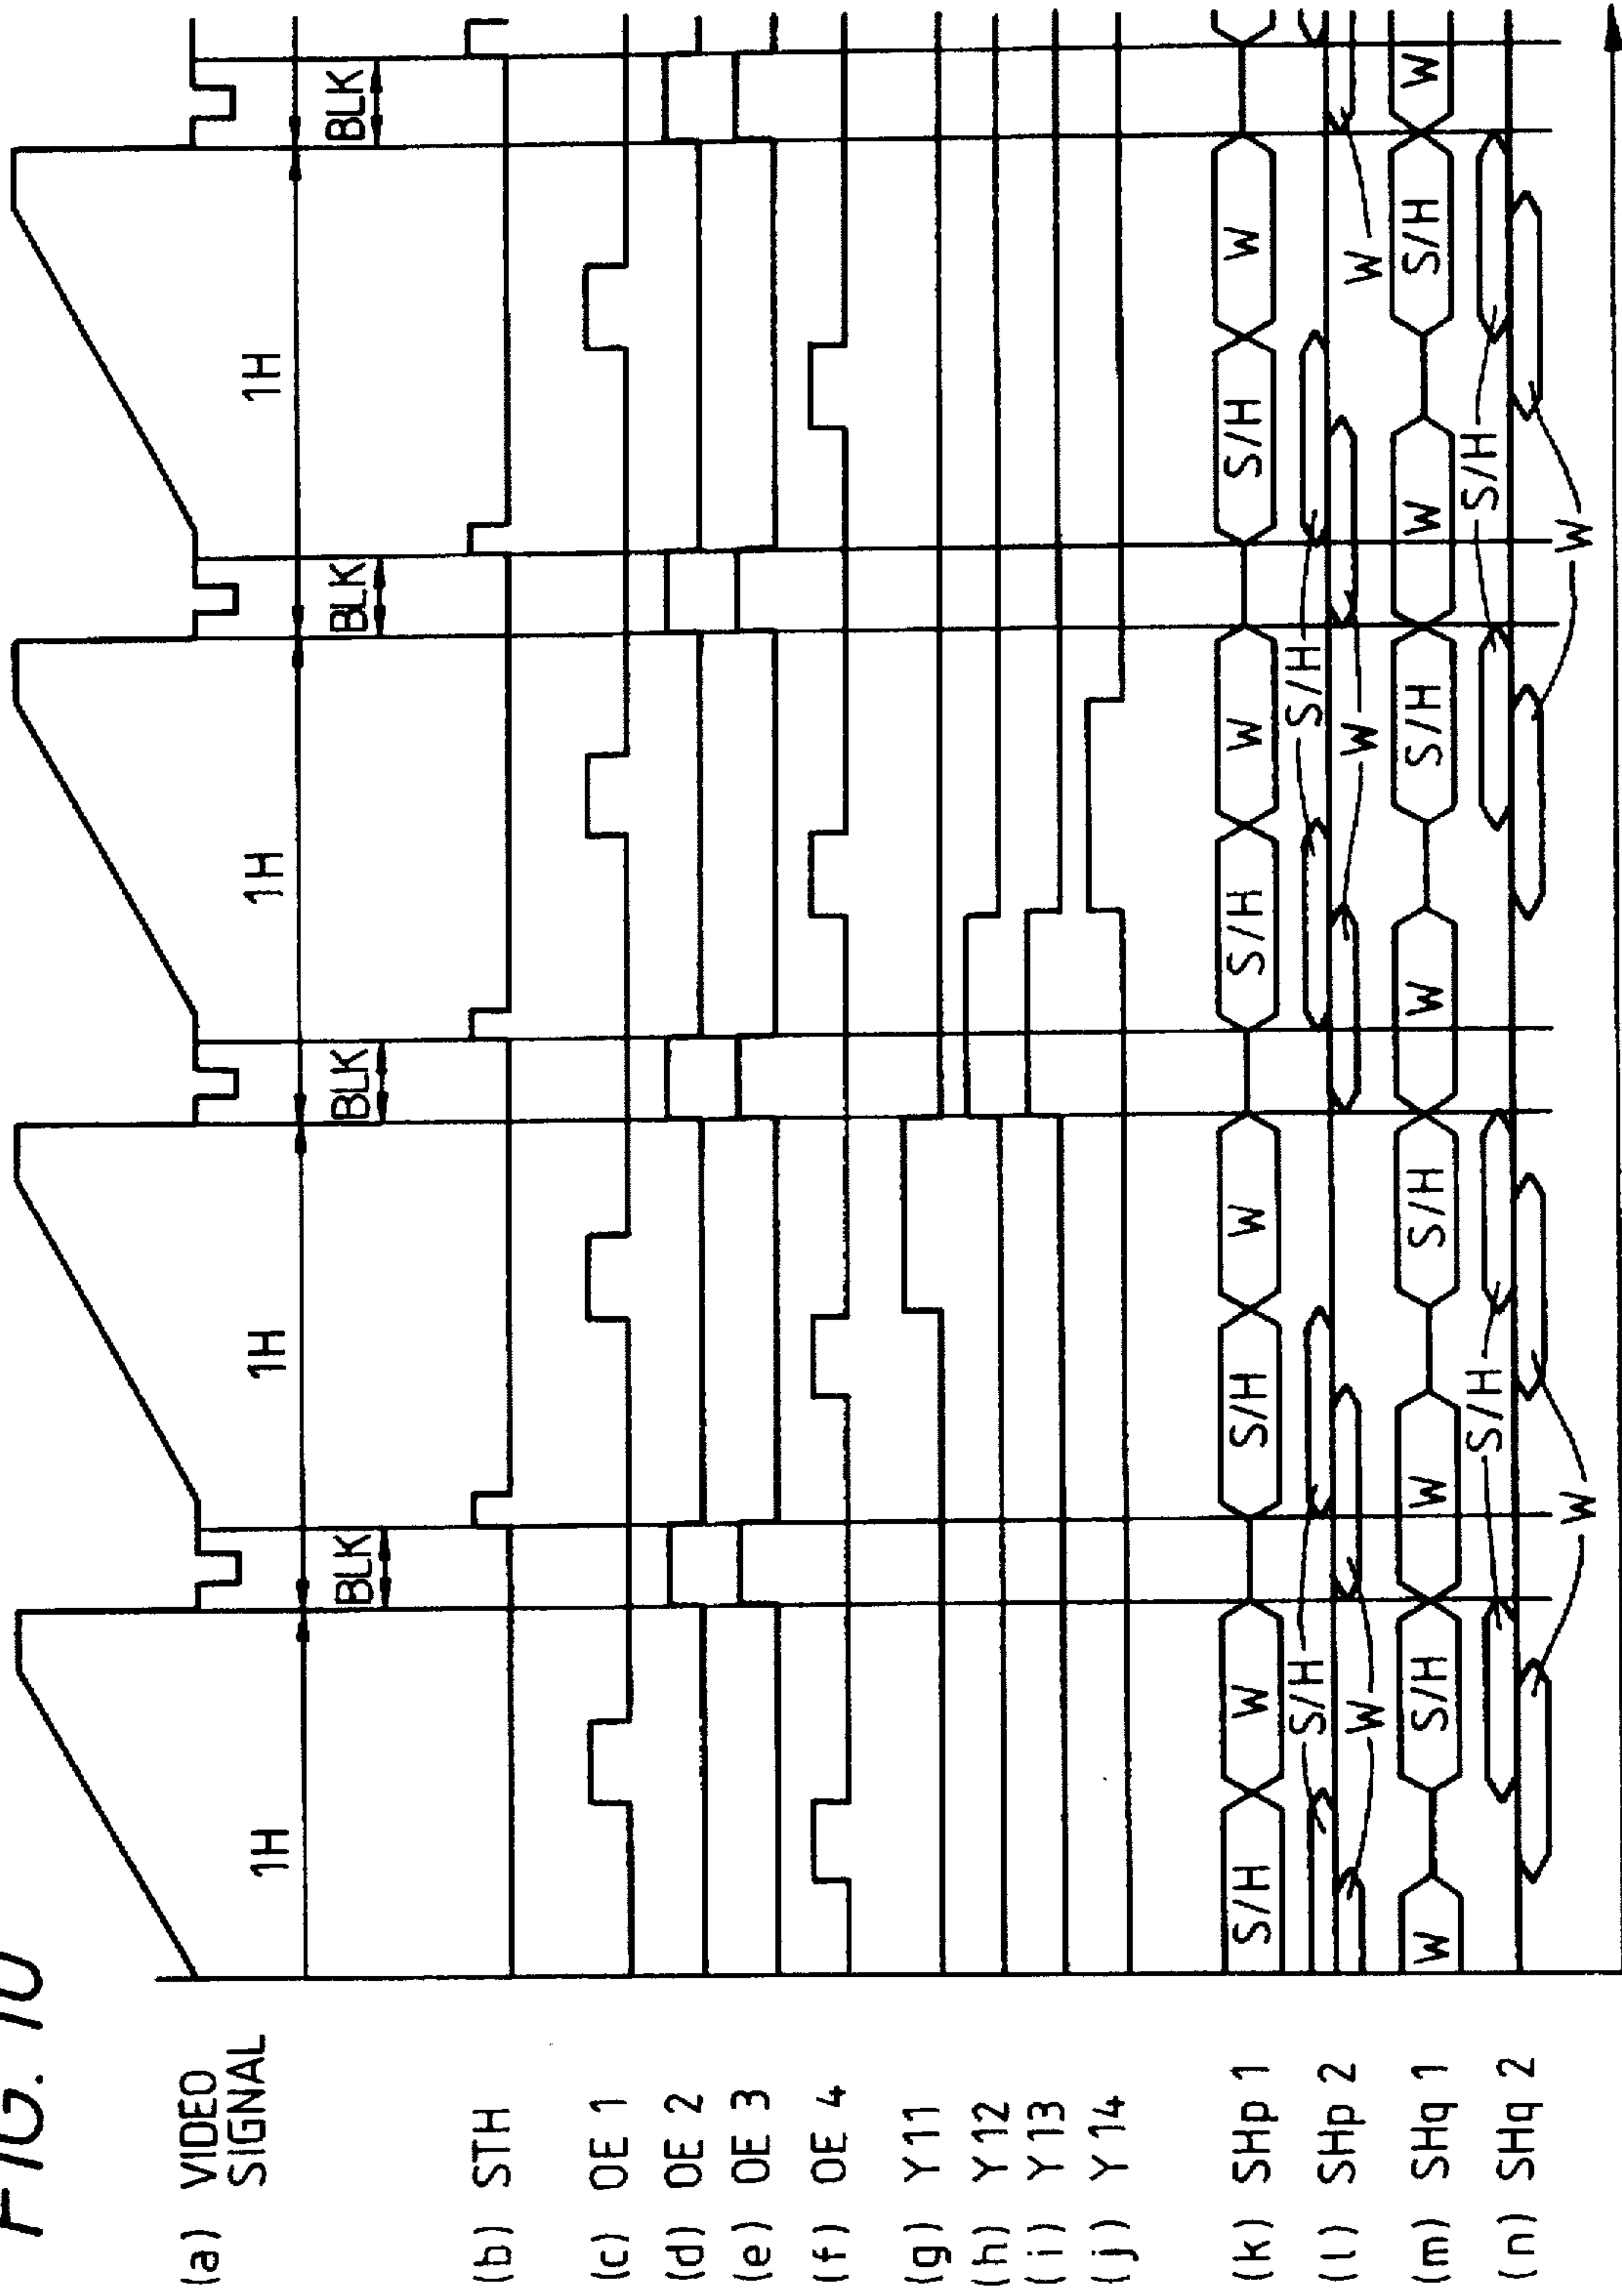 FIG. 10
(a) VIDEO
SIGNAL
1H 1H 1H 1H
BLK BLK BLK BLK
(b) STH
(c) OE 1
(d) OE 2
(e) OE 3
(f) OE 4
(g) Y11
(h) Y12
(i) Y13
(j) Y14
(k) SHp 1 S/H W S/H W S/H W S/H W
(l) SHp 2
S/H S/H
W W W
(m) SHq 1 W S/H W S/H W S/H W S/H W
(n) SHq 2
S/H S/H
W W